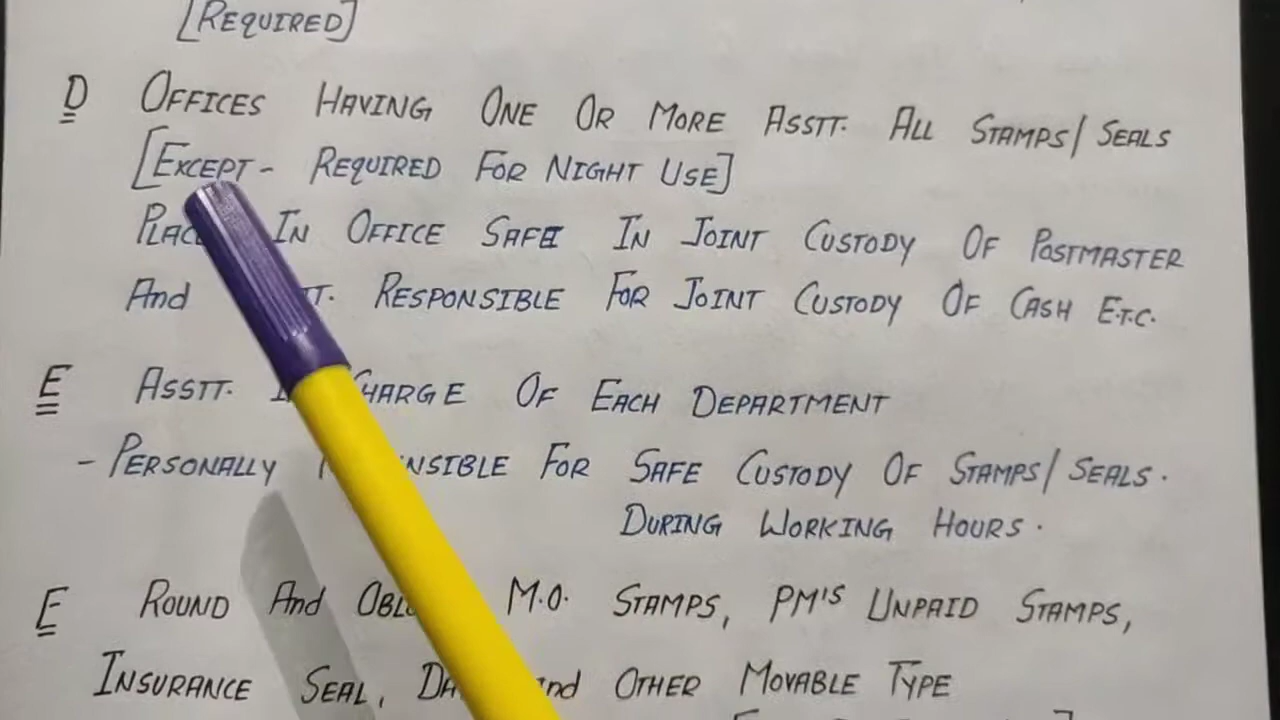 [REQUIRED]
D OFFICES HAVING ONE OR MORE ASSTT. ALL STAMPS/SEALS
[EXCEPT - REQUIRED FOR NIGHT USE]
IN OFFICE SAFE IN JOINT CUSTODY OF POSTMASTER
And RESPONSIBLE FOR JOINT CUSTODY OF CASH E.T.C.
E ASSTT. CHARGE OF EACH DEPARTMENT
- PERSONALLY FOR SAFE CUSTODY OF STAMPS/SEALS.
DURING WORKING HOURS.
ROUND And M.O. STAMPS, PM'S UNPAID STAMPS,
INSURANCE SEAL, OTHER MOVABLE TYPE